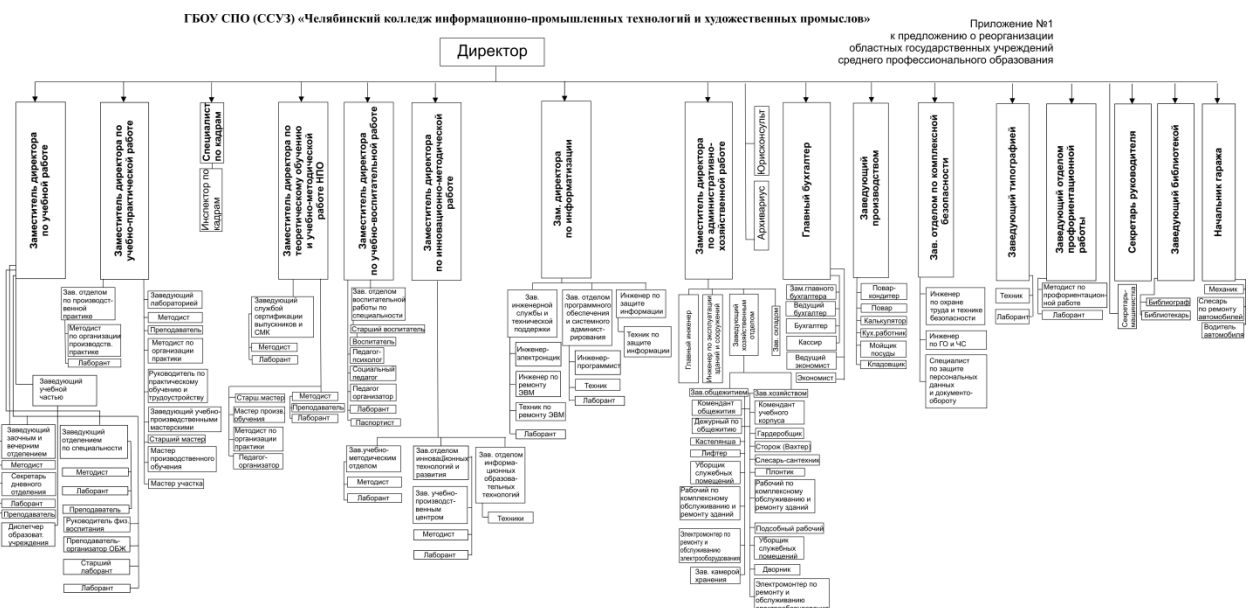 ГБОУ СПО (ССУЗ) «Челябинский колледж информационно-промышленных технологий и художественных промыслов»
Приложение №1
к предложению о реорганизации
областных государственных учреждений
среднего профессионального образования
Директор
Заместитель директора
по учебной работе
Заместитель директора по
учебно-практической работе
Специалист
по кадрам
Инспектор по
кадрам
Заместитель директора по
теоретическому обучению
и учебно-методической
работе НПО
Заместитель директора
по учебно-воспитательной работе
Заместитель директора
по инновационно-методической
работе
Зам. директора
по информатизации
Заместитель директора
по административно-
хозяйственной работе
Юрисконсульт
Архивариус
Главный бухгалтер
Заведующий
производством
Зав. отделом по комплексной
безопасности
Заведующий типографией
Заведующий отделом
профориентационной
работы
Секретарь руководителя
Заведующий библиотекой
Начальник гаража
Зав. отделом
по производст-
венной
практике
Методист
по организации
производств.
практике
Лаборант
Заведующий
учебной
частью
Заведующий
заочным и
вечерним
отделением
Методист
Секретарь
дневного
отделения
Лаборант
Преподаватель
Диспетчер
образоват.
учреждения
Заведующий
отделением
по специальности
Методист
Лаборант
Преподаватель
Руководитель физ.
воспитания
Преподаватель-
организатор ОБЖ
Старший
лаборант
Лаборант
Заведующий
лабораторией
Методист
Преподаватель
Методист по
организации
практики
Руководитель по
практическому
обучению и
трудоустройству
Заведующий учебно-
производственными
мастерскими
Старший мастер
Мастер
производственного
обучения
Мастер участка
Заведующий
службой
сертификации
выпускников и
СМК
Методист
Лаборант
Старш.мастер
Мастер произв.
обучения
Методист по
организации
практики
Педагог-
организатор
Методист
Преподаватель
Лаборант
Зав. отделом
воспитательной
работы по
специальности
Старший воспитатель
Воспитатель
Педагог-
психолог
Социальный
педагог
Педагог
организатор
Лаборант
Паспортист
Зав.учебно-
методическим
отделом
Методист
Лаборант
Зав.отделом
инновационных
технологий и
развития
Зав. учебно-
производст-
венным
центром
Методист
Лаборант
Зав. отделом
информа-
ционных
образова-
тельных
технологий
Техники
Зав.
инженерной
службы и
технической
поддержки
Инженер-
электронщик
Инженер по
ремонту
ЭВМ
Техник по
ремонту ЭВМ
Лаборант
Зав. отделом
программного
обеспечения
и системного
админист-
рирования
Инженер-
программист
Техник
Лаборант
Инженер по
защите
информации
Техник по
защите
информации
Главный инженер
Инженер по эксплуатации
зданий и сооружений
Заведующий
хозяйственным
отделом
Зав. складом
Зав.общежитием
Комендант
общежития
Дежурный по
общежитию
Кастелянша
Лифтер
Уборщик
служебных
помещений
Рабочий по
комплексному
обслуживанию и
ремонту зданий
Электромонтер по
ремонту и
обслуживанию
электрооборудования
Зав. камерой
хранения
Зав.хозяйством
Комендант
учебного
корпуса
Гардеробщик
Сторож (Вахтер)
Слесарь-сантехник
Плонтик
Рабочий по
комплексному
обслуживанию и
ремонту зданий
Подсобный рабочий
Уборщик
служебных
помещений
Дворник
Электромонтер по
ремонту и
обслуживанию
электрооборудования
Зам.главного
бухгалтера
Ведущий
бухгалтер
Бухгалтер
Кассир
Ведущий
экономист
Экономист
Повар-
кондитер
Повар
Калькулятор
Кух.работник
Мойщик
посуды
Кладовщик
Инженер
по охране
труда и технике
безопасности
Инженер
по ГО и ЧС
Специалист
по защите
персональных
данных
и документо-
обороту
Техник
Лаборант
Методист по
профориентацион-
ной работе
Лаборант
Секретарь-
машинистка
Библиограф
Библиотекарь
Механик
Слесарь
по ремонту
автомобилей
Водитель
автомобиля